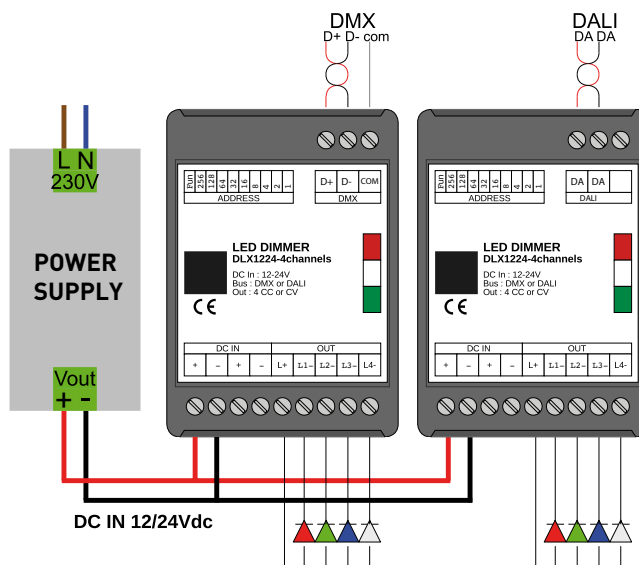 DMX
D+ D- com
DALI
DA DA
L N
230V
POWER
SUPPLY
Vout
+ -
Fun 256 128 64 32 16 8 4 2 1
ADDRESS
D+ D- COM
DMX
LED DIMMER
DLX1224-4channels
DC In : 12-24V
Bus : DMX or DALI
Out : 4 CC or CV
CE
DC IN OUT
+ – + – L+ L1– L2– L3– L4-
Fun 256 128 64 32 16 8 4 2 1
ADDRESS
DA DA
DALI
LED DIMMER
DLX1224-4channels
DC In : 12-24V
Bus : DMX or DALI
Out : 4 CC or CV
CE
DC IN OUT
+ – + – L+ L1– L2– L3– L4-
DC IN 12/24Vdc